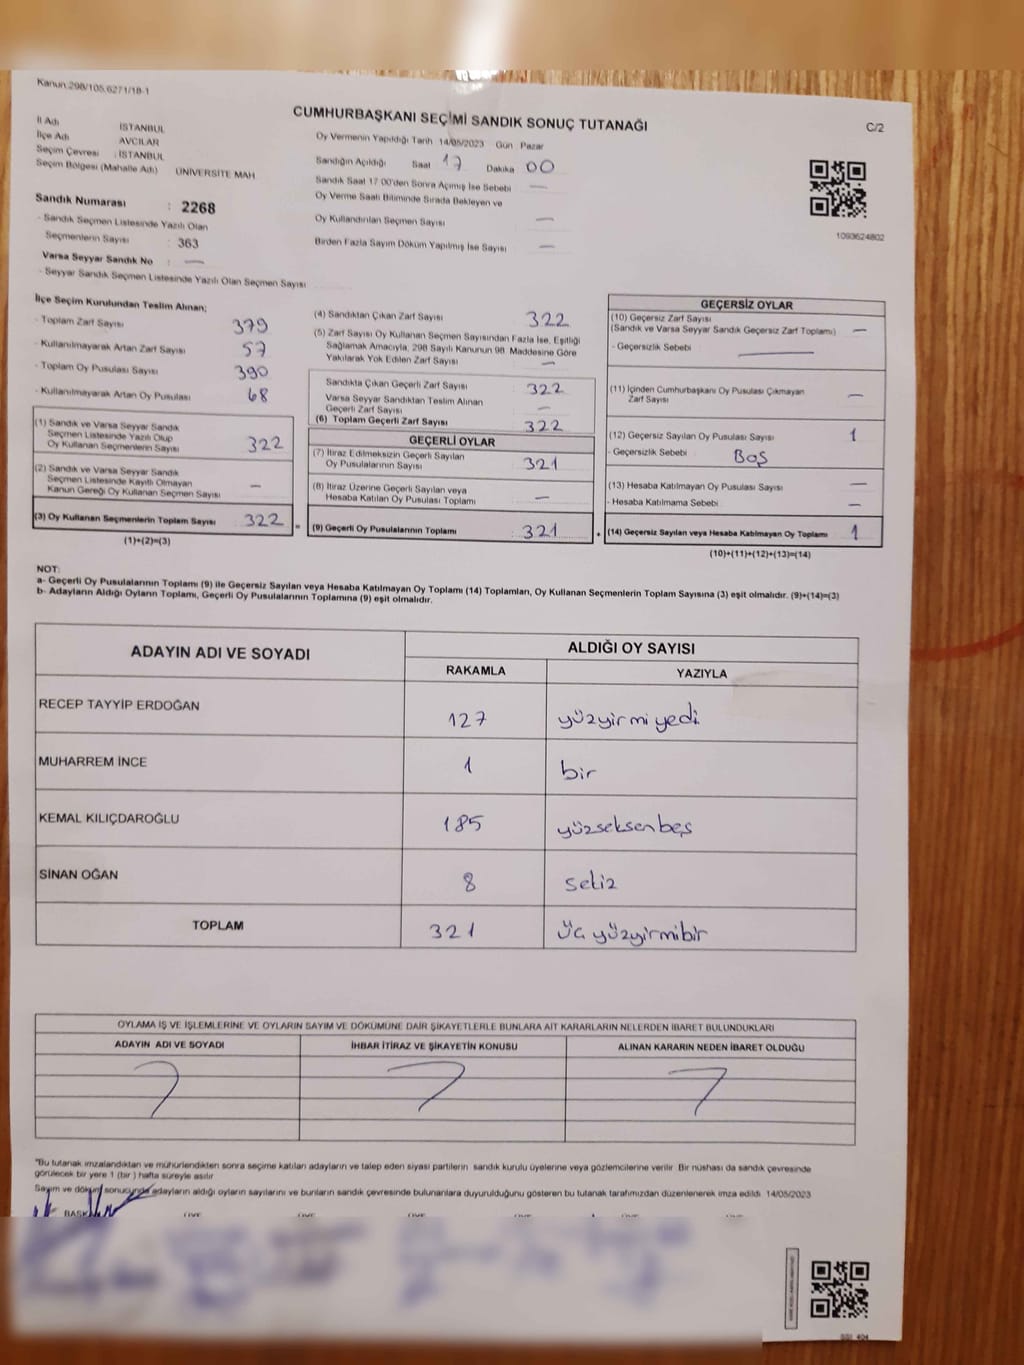 Kanun:298/105,6271/18-1
CUMHURBAŞKANI SEÇİMİ SANDIK SONUÇ TUTANAĞI
C/2
İl Adı : İSTANBUL
İlçe Adı : AVCILAR
Seçim Çevresi : İSTANBUL
Seçim Bölgesi (Mahalle Adı) : ÜNİVERSİTE MAH
Oy Vermenin Yapıldığı Tarih 14/05/2023 Gün Pazar
Sandığın Açıldığı Saat 17 Dakika 00
Sandık Saat 17.00'den Sonra Açımış İse Sebebi —
Oy Verme Saati Bitiminde Sırada Bekleyen ve
Oy Kullandırılan Seçmen Sayısı —
Birden Fazla Sayım Döküm Yapılmış İse Sayısı —
1093624802
Sandık Numarası : 2268
- Sandık Seçmen Listesinde Yazılı Olan
Seçmenlerin Sayısı : 363
Varsa Seyyar Sandık No : —
- Seyyar Sandık Seçmen Listesinde Yazılı Olan Seçmen Sayısı
İlçe Seçim Kurulundan Teslim Alınan;
- Toplam Zarf Sayısı 379
- Kullanılmayarak Artan Zarf Sayısı 57
- Toplam Oy Pusulası Sayısı 390
- Kullanılmayarak Artan Oy Pusulası 68
(1) Sandık ve Varsa Seyyar Sandık
Seçmen Listesinde Yazılı Olup
Oy Kullanan Seçmenlerin Sayısı 322
(2) Sandık ve Varsa Seyyar Sandık
Seçmen Listesinde Kayıtlı Olmayan
Kanun Gereği Oy Kullanan Seçmen Sayısı —
(3) Oy Kullanan Seçmenlerin Toplam Sayısı 322 =
(1)+(2)=(3)
(4) Sandıktan Çıkan Zarf Sayısı 322
(5) Zarf Sayısı Oy Kullanan Seçmen Sayısından Fazla İse, Eşitliği
Sağlamak Amacıyla, 298 Sayılı Kanunun 98. Maddesine Göre
Yakılarak Yok Edilen Zarf Sayısı —
Sandıkta Çıkan Geçerli Zarf Sayısı 322
Varsa Seyyar Sandıktan Teslim Alınan
Geçerli Zarf Sayısı —
(6) Toplam Geçerli Zarf Sayısı 322
GEÇERLİ OYLAR
(7) İtiraz Edilmeksizin Geçerli Sayılan
Oy Pusulalarının Sayısı 321
(8) İtiraz Üzerine Geçerli Sayılan veya
Hesaba Katılan Oy Pusulası Toplamı —
(9) Geçerli Oy Pusulalarının Toplamı 321 +
GEÇERSİZ OYLAR
(10) Geçersiz Zarf Sayısı
(Sandık ve Varsa Seyyar Sandık Geçersiz Zarf Toplamı) —
- Geçersizlik Sebebi —
(11) İçinden Cumhurbaşkanı Oy Pusulası Çıkmayan
Zarf Sayısı —
(12) Geçersiz Sayılan Oy Pusulası Sayısı 1
- Geçersizlik Sebebi Boş
(13) Hesaba Katılmayan Oy Pusulası Sayısı —
- Hesaba Katılmama Sebebi —
(14) Geçersiz Sayılan veya Hesaba Katılmayan Oy Toplamı 1
(10)+(11)+(12)+(13)=(14)
NOT:
a- Geçerli Oy Pusulalarının Toplamı (9) ile Geçersiz Sayılan veya Hesaba Katılmayan Oy Toplamı (14) Toplamları, Oy Kullanan Seçmenlerin Toplam Sayısına (3) eşit olmalıdır. (9)+(14)=(3)
b- Adayların Aldığı Oyların Toplamı, Geçerli Oy Pusulalarının Toplamına (9) eşit olmalıdır.
ADAYIN ADI VE SOYADI
ALDIĞI OY SAYISI
RAKAMLA YAZIYLA
RECEP TAYYİP ERDOĞAN 127 yüzyirmiyedi
MUHARREM İNCE 1 bir
KEMAL KILIÇDAROĞLU 185 yüzseksenbeş
SİNAN OĞAN 8 sekiz
TOPLAM 321 üç yüzyirmibir
OYLAMA İŞ VE İŞLEMLERİNE VE OYLARIN SAYIM VE DÖKÜMÜNE DAİR ŞİKAYETLERLE BUNLARA AİT KARARLARIN NELERDEN İBARET BULUNDUKLARI
ADAYIN ADI VE SOYADI İHBAR İTİRAZ VE ŞİKAYETİN KONUSU ALINAN KARARIN NEDEN İBARET OLDUĞU
*Bu tutanak imzalandıktan ve mühürlendikten sonra seçime katılan adayların ve talep eden siyasi partilerin sandık kurulu üyelerine veya gözlemcilerine verilir. Bir nüshası da sandık çevresinde
görülecek bir yere 1 (bir) hafta süreyle asılır
Sayım ve döküm sonucunda adayların aldığı oyların sayılarını ve bunların sandık çevresinde bulunanlara duyurulduğunu gösteren bu tutanak tarafımızdan düzenlenerek imza edildi. 14/05/2023